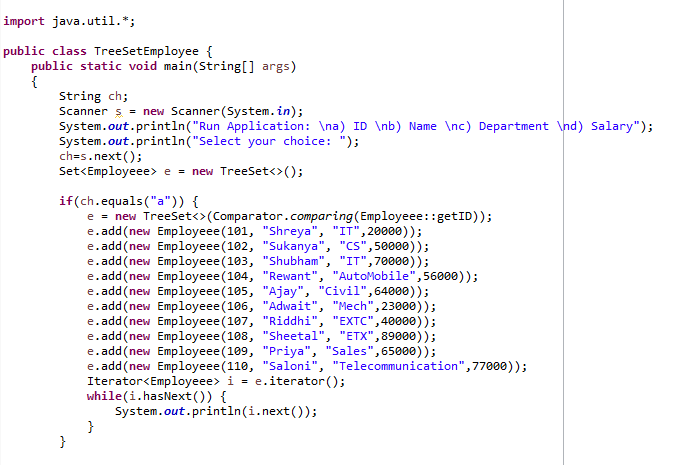 import java.util.*;
public class TreeSetEmployee {
public static void main(String[] args)
{
String ch;
Scanner s = new Scanner(System.in);
System.out.println("Run Application: \na) ID \nb) Name \nc) Department \nd) Salary");
System.out.println("Select your choice: ");
ch=s.next();
Set<Employeee> e = new TreeSet<>();
if(ch.equals("a")) {
e = new TreeSet<>(Comparator.comparing(Employeee::getID));
e.add(new Employeee(101, "Shreya", "IT",20000));
e.add(new Employeee(102, "Sukanya", "CS",50000));
e.add(new Employeee(103, "Shubham", "IT",70000));
e.add(new Employeee(104, "Rewant", "AutoMobile",56000));
e.add(new Employeee(105, "Ajay", "Civil",64000));
e.add(new Employeee(106, "Adwait", "Mech",23000));
e.add(new Employeee(107, "Riddhi", "EXTC",40000));
e.add(new Employeee(108, "Sheetal", "ETX",89000));
e.add(new Employeee(109, "Priya", "Sales",65000));
e.add(new Employeee(110, "Saloni", "Telecommunication",77000));
Iterator<Employeee> i = e.iterator();
while(i.hasNext()) {
System.out.println(i.next());
}
}